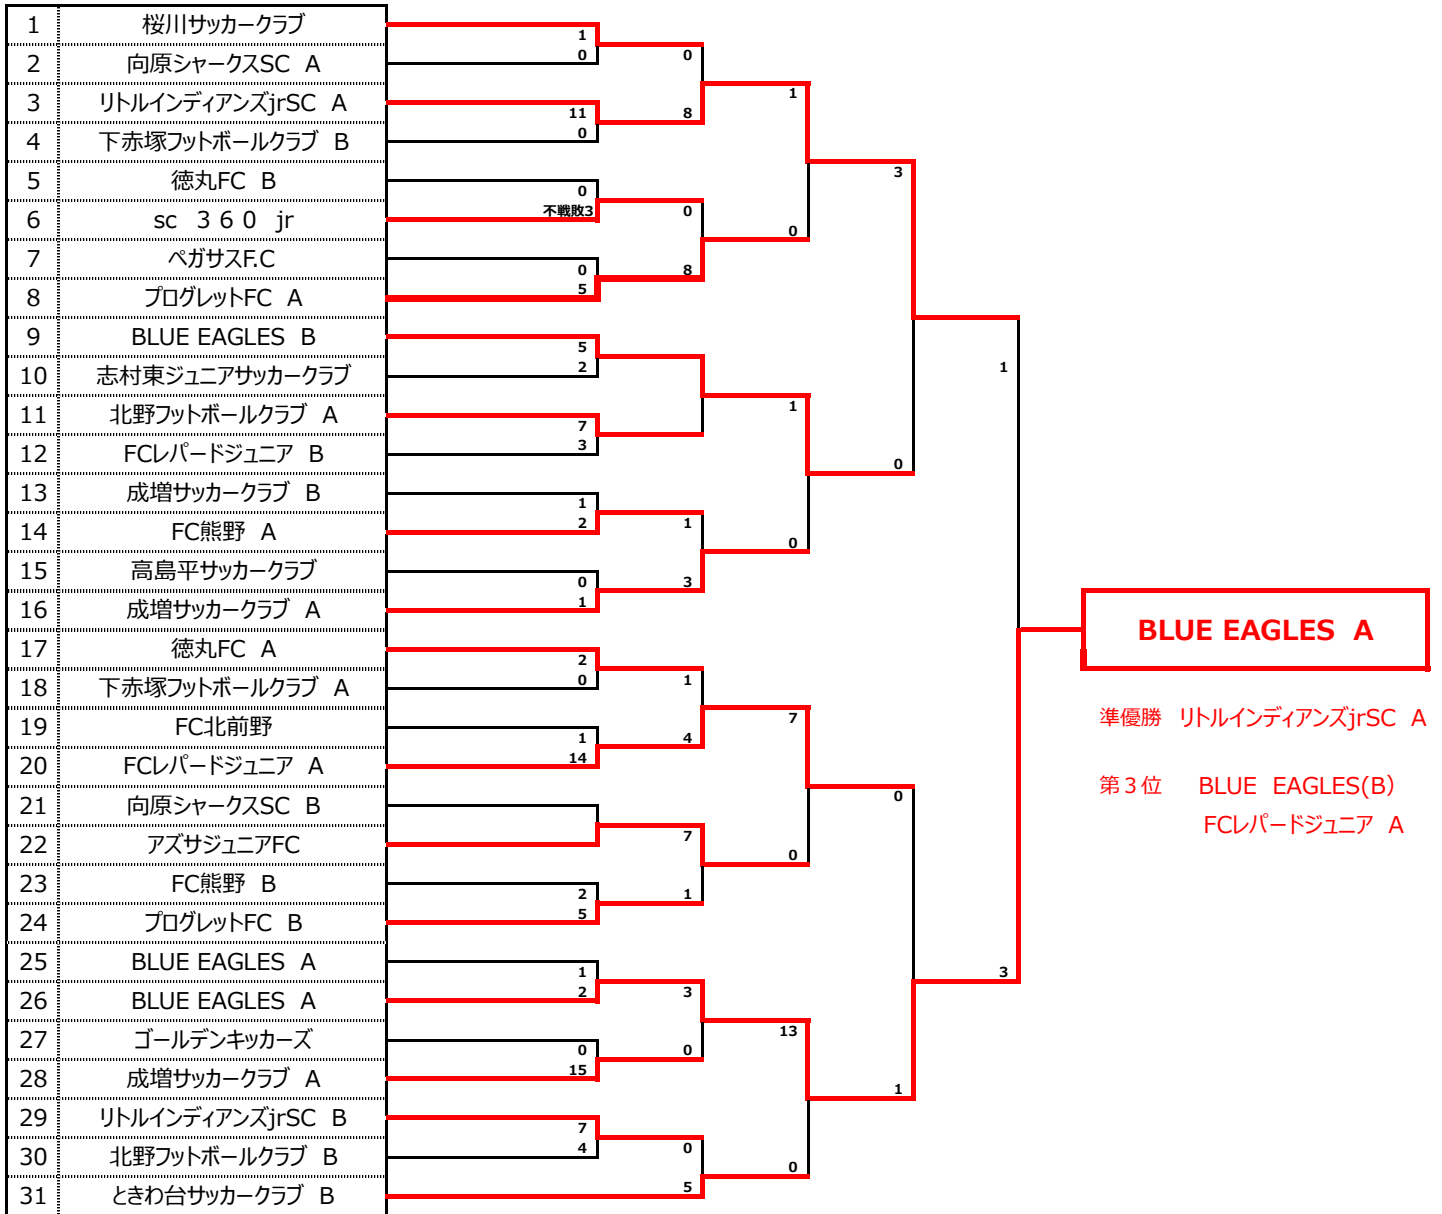 1 桜川サッカークラブ
2 向原シャークスSC A
3 リトルインディアンズjrSC A
4 下赤塚フットボールクラブ B
5 徳丸FC B
6 sc 3 6 0 jr
7 ペガサスF.C
8 プログレットFC A
9 BLUE EAGLES B
10 志村東ジュニアサッカークラブ
11 北野フットボールクラブ A
12 FCレパードジュニア B
13 成増サッカークラブ B
14 FC熊野 A
15 高島平サッカークラブ
16 成増サッカークラブ A
17 徳丸FC A
18 下赤塚フットボールクラブ A
19 FC北前野
20 FCレパードジュニア A
21 向原シャークスSC B
22 アズサジュニアFC
23 FC熊野 B
24 プログレットFC B
25 BLUE EAGLES A
26 BLUE EAGLES A
27 ゴールデンキッカーズ
28 成増サッカークラブ A
29 リトルインディアンズjrSC B
30 北野フットボールクラブ B
31 ときわ台サッカークラブ B
1
0
11
0
0
不戦敗3
0
5
5
2
7
3
1
2
0
1
2
0
1
14
2
5
1
2
0
15
7
4
0
8
0
8
1
3
1
4
7
1
3
0
0
5
1
0
1
0
7
0
13
0
3
0
0
1
1
3
BLUE EAGLES A
準優勝 リトルインディアンズjrSC A
第3位 BLUE EAGLES(B)
FCレパードジュニア A